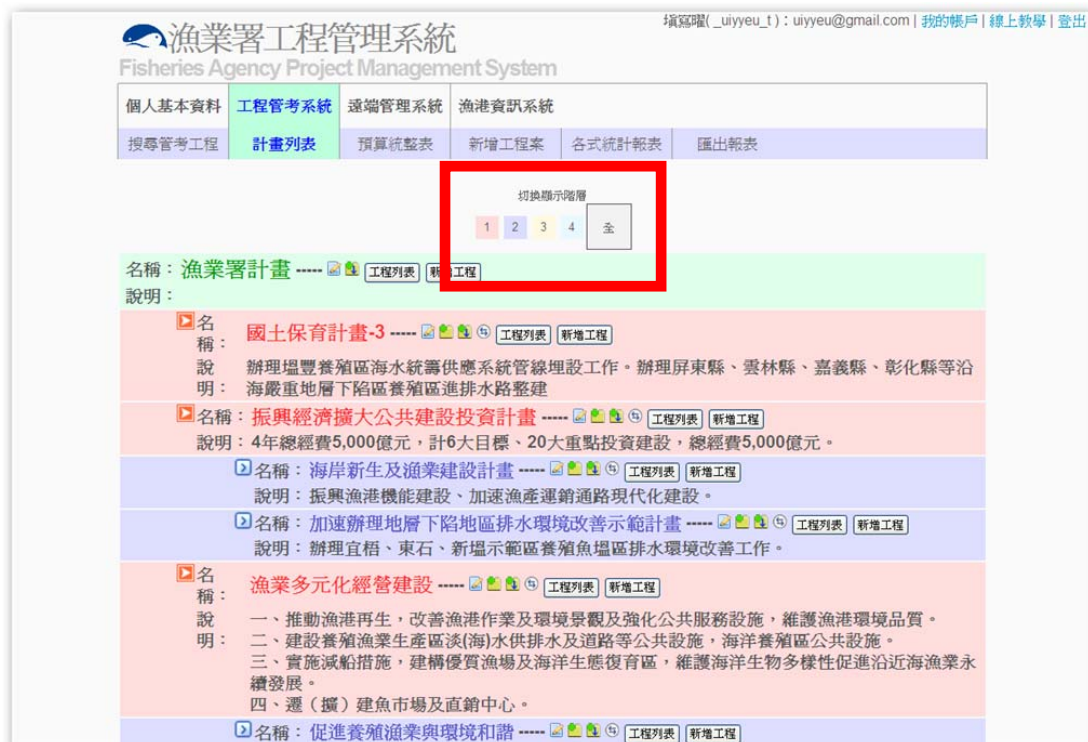 填寫曜( _uiyyeu_t )：uiyyeu@gmail.com | 我的帳戶 | 線上教學 | 登出
漁業署工程管理系統
Fisheries Agency Project Management System
個人基本資料 工程管考系統 遠端管理系統 漁港資訊系統
搜尋管考工程 計畫列表 預算統整表 新增工程案 各式統計報表 匯出報表
切換顯示階層
1 2 3 4 全
名稱：漁業署計畫 ----- 工程列表 新增工程
說明：
名稱： 國土保育計畫-3 ----- 工程列表 新增工程
說明： 辦理塭豐養殖區海水統籌供應系統管線埋設工作。辦理屏東縣、雲林縣、嘉義縣、彰化縣等沿
海嚴重地層下陷區養殖區進排水路整建
名稱：振興經濟擴大公共建設投資計畫 ----- 工程列表 新增工程
說明：4年總經費5,000億元，計6大目標、20大重點投資建設，總經費5,000億元。
名稱：海岸新生及漁業建設計畫 ----- 工程列表 新增工程
說明：振興漁港機能建設、加速漁產運銷通路現代化建設。
名稱：加速辦理地層下陷地區排水環境改善示範計畫 ----- 工程列表 新增工程
說明：辦理宜梧、東石、新塭示範區養殖魚塭區排水環境改善工作。
名稱： 漁業多元化經營建設 ----- 工程列表 新增工程
說明： 一、推動漁港再生，改善漁港作業及環境景觀及強化公共服務設施，維護漁港環境品質。
二、建設養殖漁業生產區淡(海)水供排水及道路等公共設施，海洋養殖區公共設施。
三、實施減船措施，建構優質漁場及海洋生態復育區，維護海洋生物多樣性促進沿近海漁業永
續發展。
四、遷（擴）建魚市場及直銷中心。
名稱：促進養殖漁業與環境和諧 ----- 工程列表 新增工程